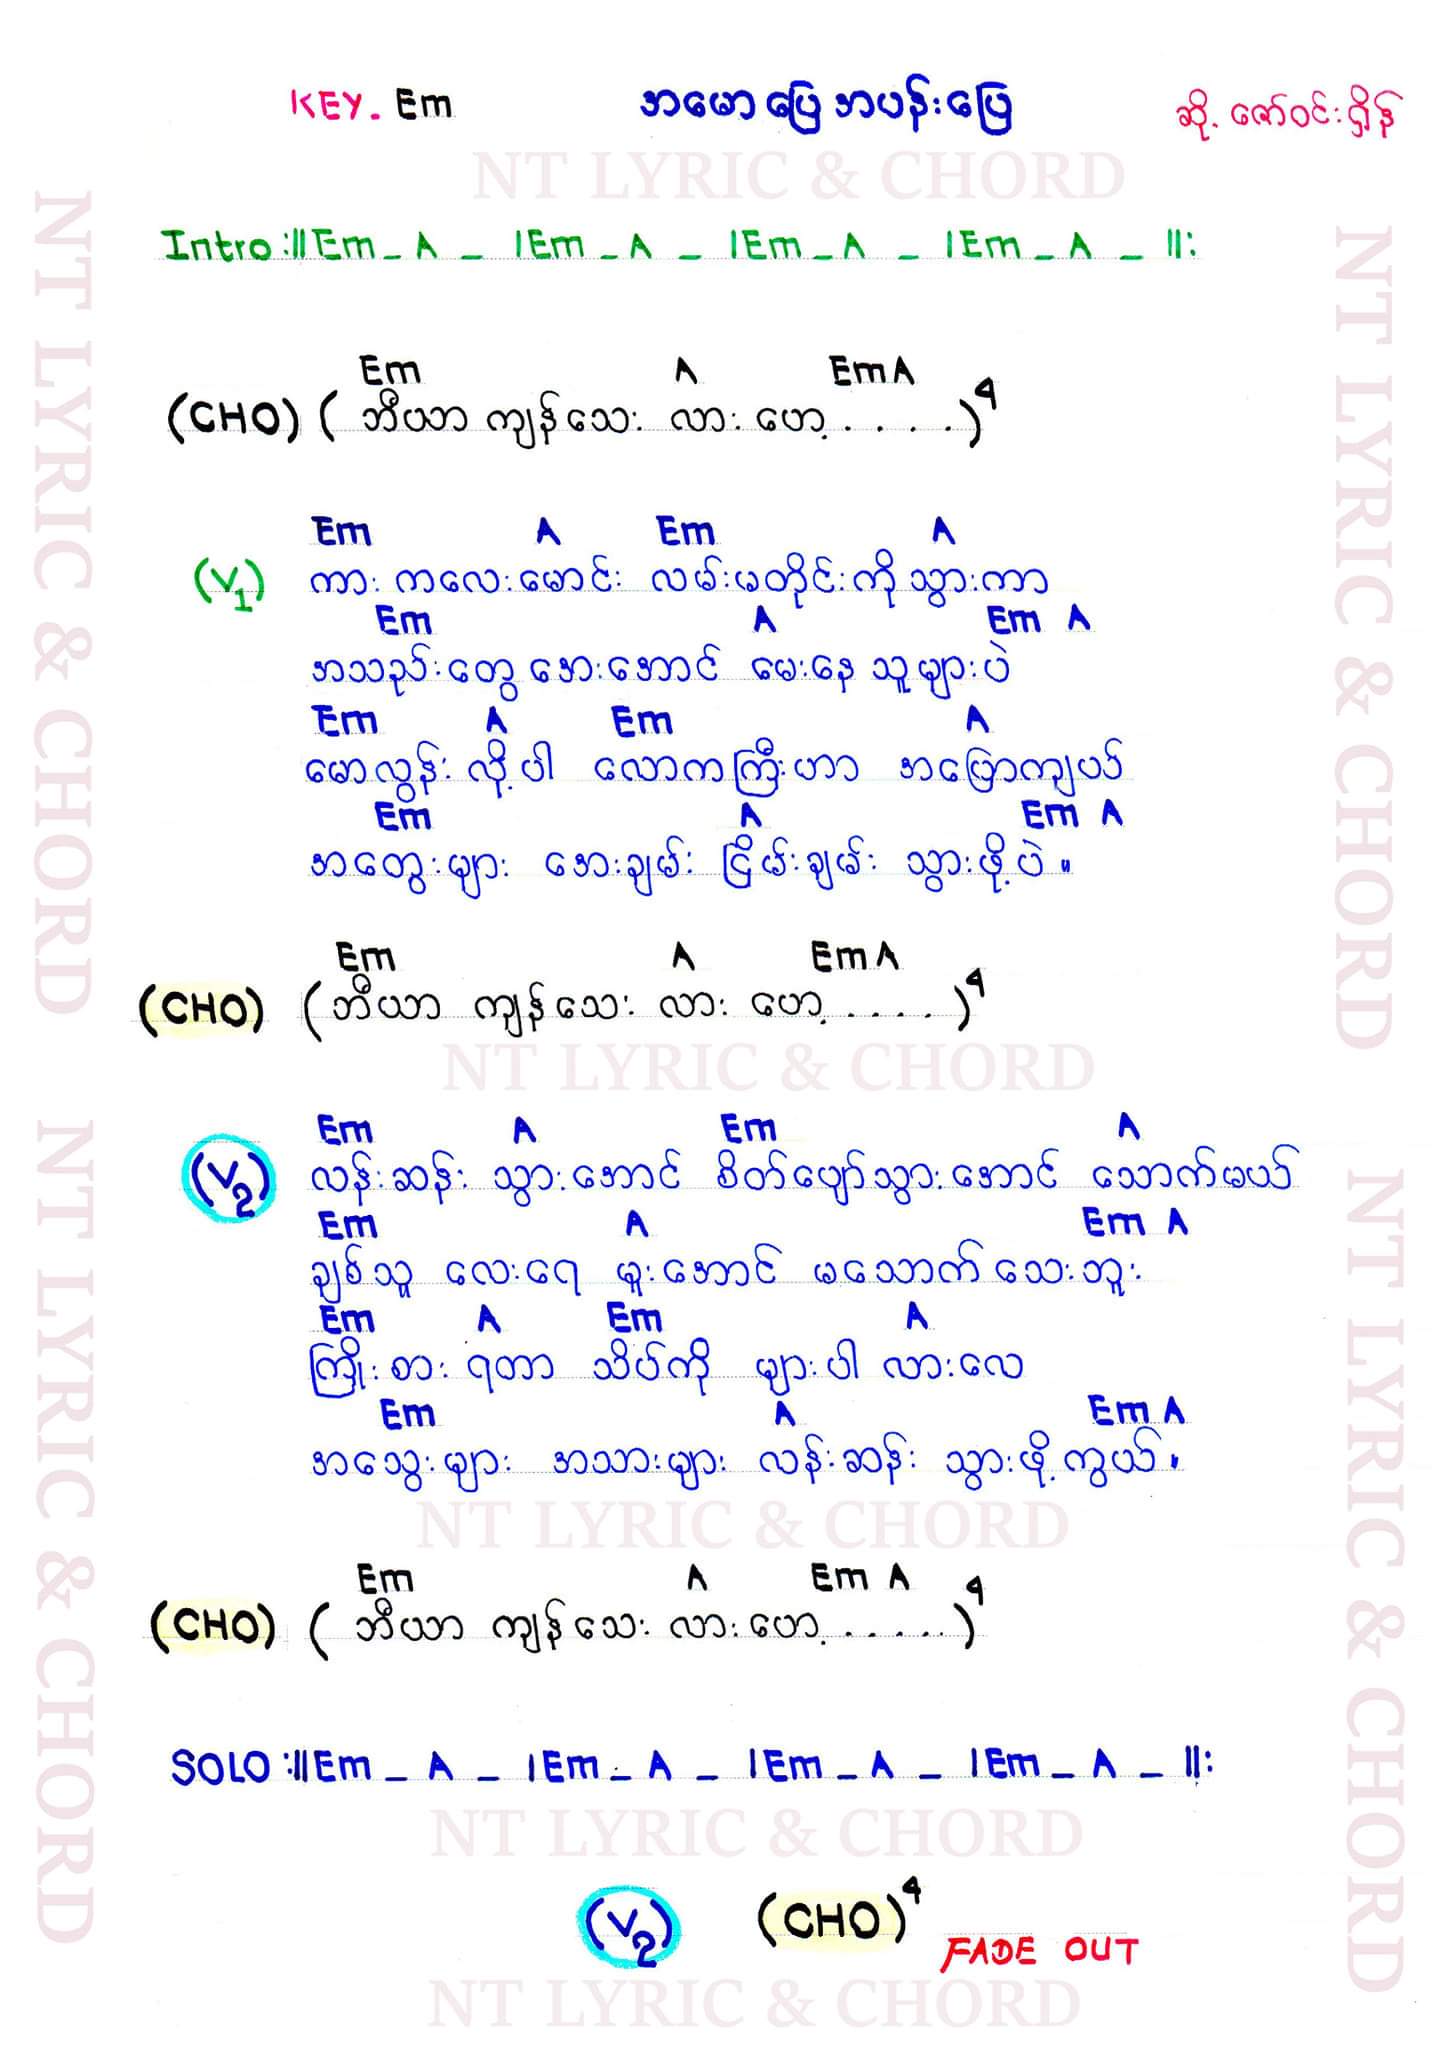 KEY. Em အမောပြေအပန်းပြေ ဆို. ဇော်ဝင်းရှိန်
NT LYRIC & CHORD
Intro :|| Em _ A _ | Em _ A _ | Em _ A _ | Em _ A _ ||:
Em A Em A
(CHO) ( ဘီယာ ကျန်သေး လား ဟေ့. . . . . )4
Em A Em A
(V1) ကား ကလေးမောင်း လမ်းမတိုင်းကို သွားကာ
Em A Em A
အသည်းတွေ အေးအောင် မေးနေ သူများပဲ
Em A Em A
မောလွန်း လို့ပါ လောကကြီးဟာ အပြောကျယ်
Em A Em A
အတွေးများ အေးချမ်း ငြိမ်းချမ်း သွားဖို့ပဲ။
Em A Em A
(CHO) ( ဘီယာ ကျန်သေး လား ဟေ့. . . . . )4
NT LYRIC & CHORD
Em A Em A
(V2) လန်းဆန်း သွားအောင် စိတ်ပျော်သွားအောင် သောက်မယ်
Em A Em A
ချစ်သူ လေးရေ မူးအောင် မသောက်သေးဘူး
Em A Em A
ကြိုးစား ရတာ သိပ်ကို များပါ လားလေ
Em A Em A
အသွေးများ အသားများ လန်းဆန်း သွားဖို့ကွယ်။
NT LYRIC & CHORD
Em A Em A
(CHO) ( ဘီယာ ကျန်သေး လားဟေ့. . . . . . )4
SOLO :|| Em _ A _ | Em _ A _ | Em _ A _ | Em _ A _ ||:
NT LYRIC & CHORD
(V2) (CHO)4 FADE OUT
NT LYRIC & CHORD
NT LYRIC & CHORD
NT LYRIC & CHORD
NT LYRIC & CHORD
NT LYRIC & CHORD